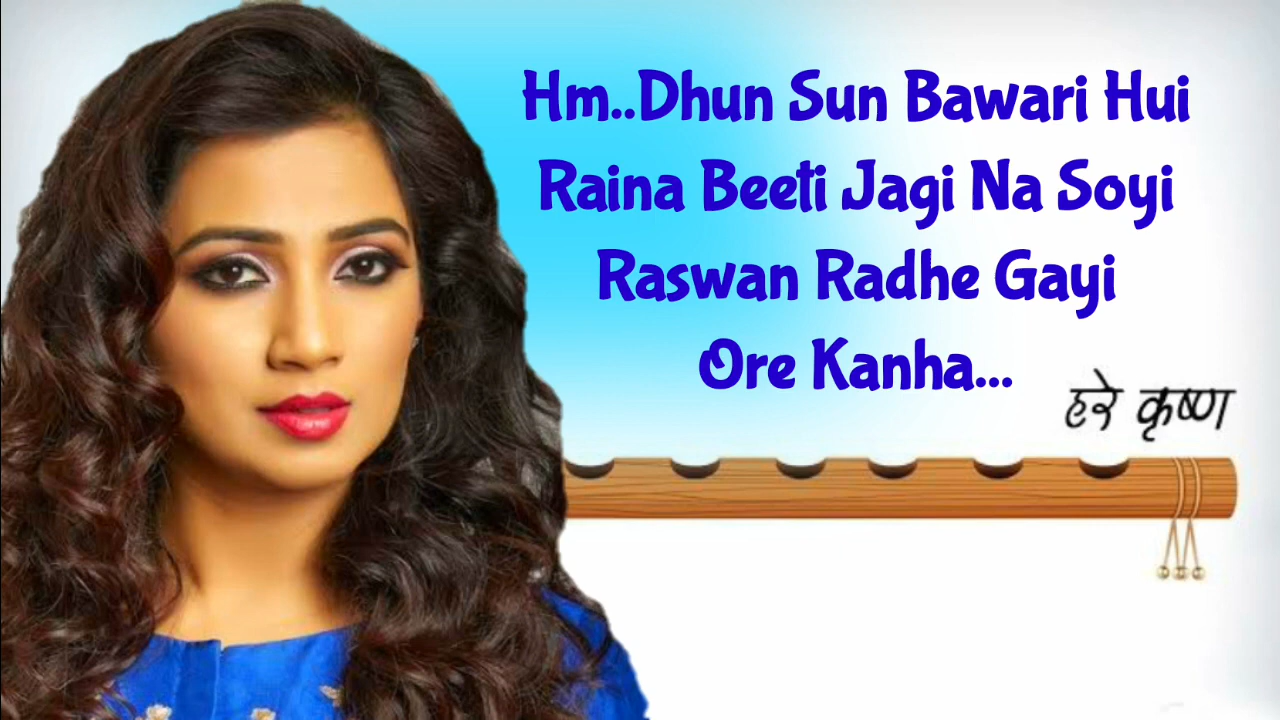 Hm..Dhun Sun Bawari Hui
Raina Beeti Jagi Na Soyi
Raswan Radhe Gayi
Ore Kanha...
हरे कृष्ण